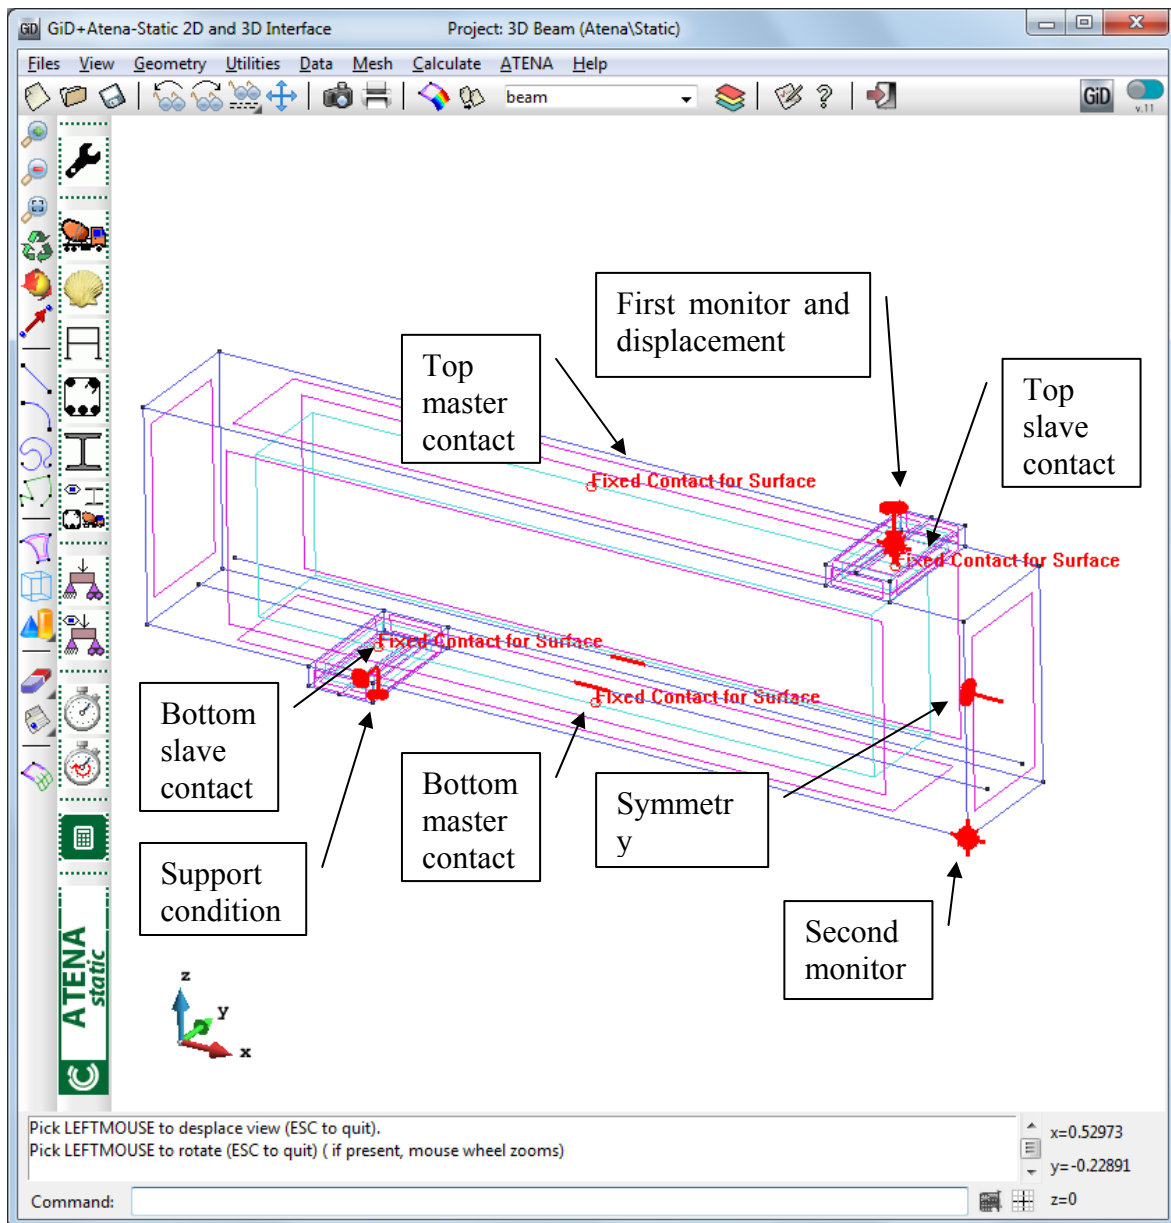 GiD GiD+Atena-Static 2D and 3D Interface Project: 3D Beam (Atena\Static)
Files View Geometry Utilities Data Mesh Calculate ATENA Help
beam
GiD
v.11
First monitor and
displacement
Top
master
contact
Top
slave
contact
Fixed Contact for Surface
Fixed Contact for Surface
Fixed Contact for Surface
Fixed Contact for Surface
Bottom
slave
contact
Bottom
master
contact
Symmetr
y
Support
condition
Second
monitor
ATENA
static
z
y
x
Pick LEFTMOUSE to desplace view (ESC to quit).
Pick LEFTMOUSE to rotate (ESC to quit) ( if present, mouse wheel zooms)
x=0.52973
y=-0.22891
z=0
Command: